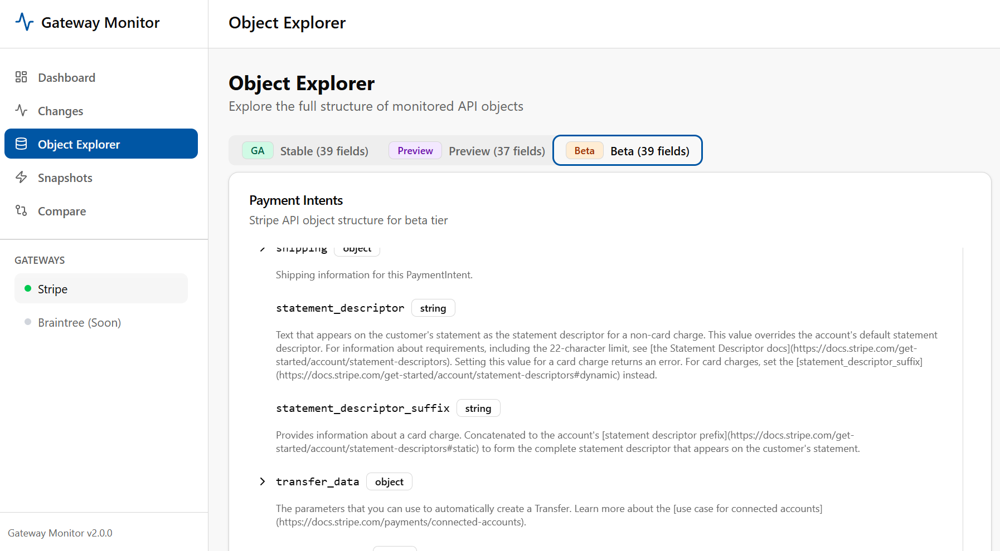 Gateway Monitor
Object Explorer
Dashboard
Changes
Object Explorer
Snapshots
Compare
GATEWAYS
Stripe
Braintree (Soon)
Gateway Monitor v2.0.0
Object Explorer
Explore the full structure of monitored API objects
GA Stable (39 fields) Preview Preview (37 fields) Beta Beta (39 fields)
Payment Intents
Stripe API object structure for beta tier
shipping object
Shipping information for this PaymentIntent.
statement_descriptor string
Text that appears on the customer's statement as the statement descriptor for a non-card charge. This value overrides the account's default statement
descriptor. For information about requirements, including the 22-character limit, see [the Statement Descriptor docs](https://docs.stripe.com/get-
started/account/statement-descriptors). Setting this value for a card charge returns an error. For card charges, set the [statement_descriptor_suffix]
(https://docs.stripe.com/get-started/account/statement-descriptors#dynamic) instead.
statement_descriptor_suffix string
Provides information about a card charge. Concatenated to the account's [statement descriptor prefix](https://docs.stripe.com/get-
started/account/statement-descriptors#static) to form the complete statement descriptor that appears on the customer's statement.
transfer_data object
The parameters that you can use to automatically create a Transfer. Learn more about the [use case for connected accounts]
(https://docs.stripe.com/payments/connected-accounts).